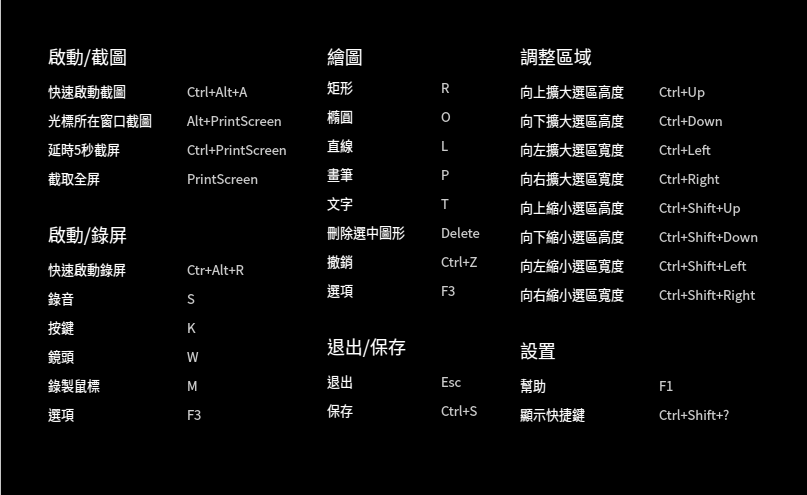 啟動/截圖
快速啟動截圖 Ctrl+Alt+A
光標所在窗口截圖 Alt+PrintScreen
延時5秒截屏 Ctrl+PrintScreen
截取全屏 PrintScreen
啟動/錄屏
快速啟動錄屏 Ctr+Alt+R
錄音 S
按鍵 K
鏡頭 W
錄製鼠標 M
選項 F3
繪圖
矩形 R
橢圓 O
直線 L
畫筆 P
文字 T
刪除選中圖形 Delete
撤銷 Ctrl+Z
選項 F3
退出/保存
退出 Esc
保存 Ctrl+S
調整區域
向上擴大選區高度 Ctrl+Up
向下擴大選區高度 Ctrl+Down
向左擴大選區寬度 Ctrl+Left
向右擴大選區寬度 Ctrl+Right
向上縮小選區高度 Ctrl+Shift+Up
向下縮小選區高度 Ctrl+Shift+Down
向左縮小選區寬度 Ctrl+Shift+Left
向右縮小選區寬度 Ctrl+Shift+Right
設置
幫助 F1
顯示快捷鍵 Ctrl+Shift+?